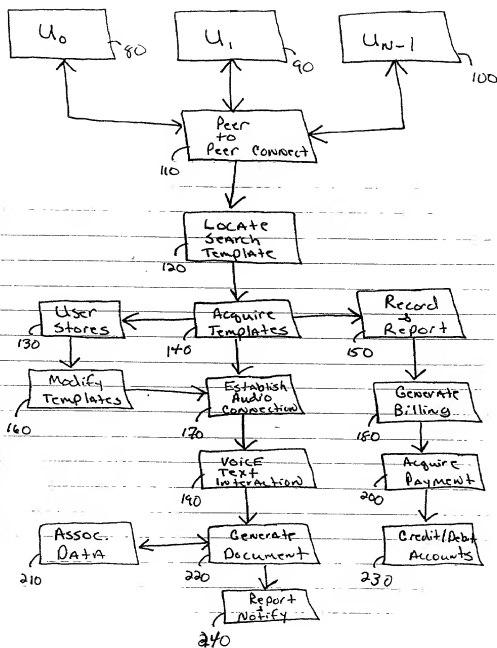 U0
80
U1
90
UN-1
100
Peer
to
Peer Connect
110
Locate
Search
Template
120
User
Stores
130
Acquire
Templates
140
Record
&
Report
150
Modify
Templates
160
Establish
Audio
Connection
170
Generate
Billing
180
Voice
Text
Interaction
190
Acquire
Payment
200
Assoc.
Data
210
Generate
Document
220
Credit/Debit
Accounts
230
Report
&
Notify
240